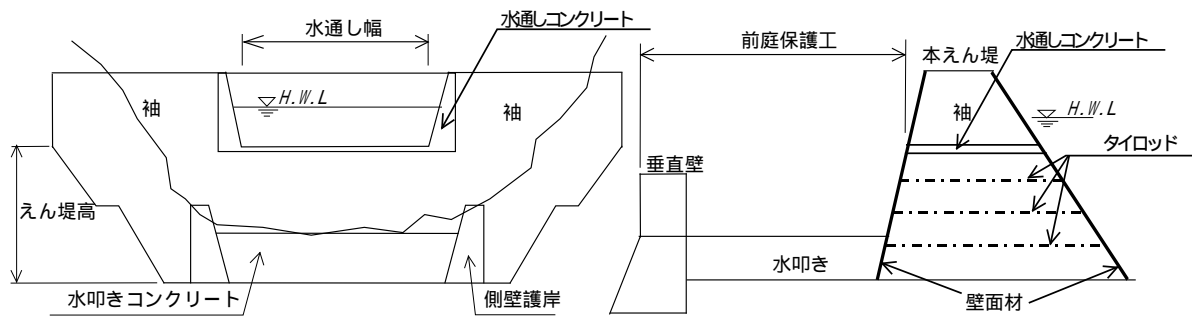 水通し幅
水通しコンクリート
袖
H.W.L
袖
えん堤高
水叩きコンクリート
側壁護岸
前庭保護工
本えん堤
水通しコンクリート
袖
H.W.L
垂直壁
タイロッド
水叩き
壁面材